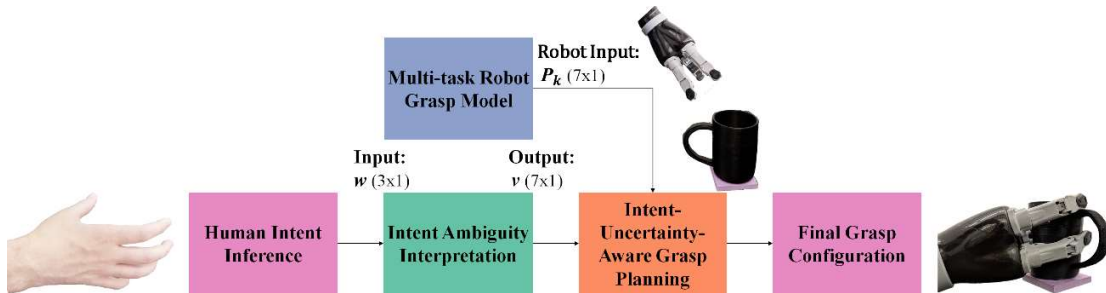 Multi-task Robot
Grasp Model
Robot Input:
P_k (7x1)
Input:
w (3x1)
Output:
v (7x1)
Human Intent
Inference
Intent Ambiguity
Interpretation
Intent-
Uncertainty-
Aware Grasp
Planning
Final Grasp
Configuration